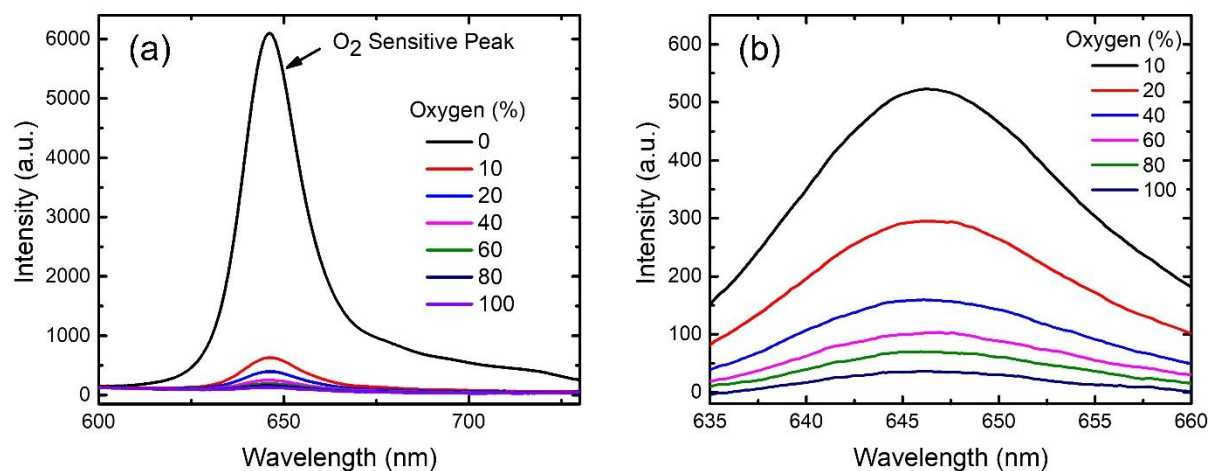 (a)
O2 Sensitive Peak
Oxygen (%)
0
10
20
40
60
80
100
6000
5000
4000
3000
2000
1000
0
Intensity (a.u.)
600 650 700
Wavelength (nm)
(b)
Oxygen (%)
10
20
40
60
80
100
600
500
400
300
200
100
0
Intensity (a.u.)
635 640 645 650 655 660
Wavelength (nm)